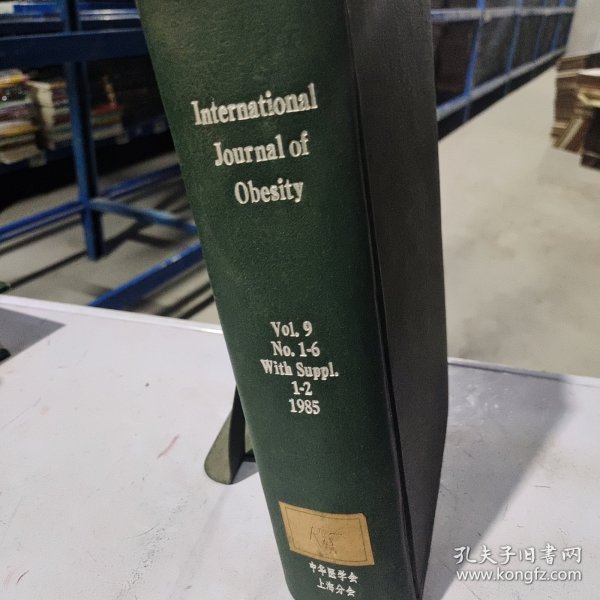 International
Journal of
Obesity
Vol. 9
No. 1-6
With Suppl.
1-2
1985
中华医学会
上海分会
孔夫子旧书网
www.kongfz.com